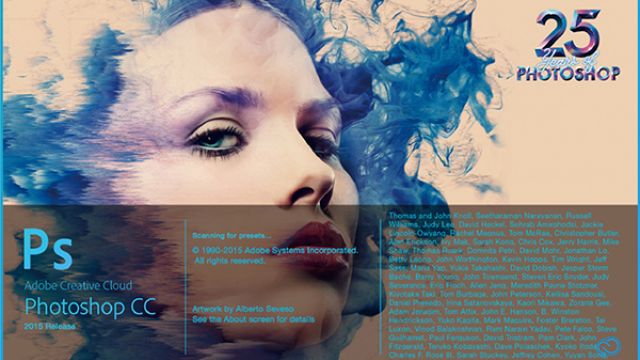 25
Years of
PHOTOSHOP
Ps
Adobe Creative Cloud
Photoshop CC
2015 Release
Scanning for presets...
© 1990-2015 Adobe Systems Incorporated.
All rights reserved.
Artwork by Alberto Seveso
See the About screen for details
Thomas and John Knoll, Seetharaman Narayanan, Russell
Williams, Judy Lee, David Heckel, Sohrab Amirghodsi, Jackie
Lincoln-Owyang, Rachel Magnus, Tom McRae, Christopher Butler,
Alan Erickson, Ivy Mak, Sarah Kong, Chris Cox, Jerry Harris, Mike
Shaw, Thomas Ruark, Domnita Petri, David Mohr, Jonathan Lo,
Betty Leong, John Worthington, Kevin Hopps, Tim Wright, Jeff
Sass, Maria Yap, Yukie Takahashi, David Dobish, Jesper Storm
Bache, Barry Young, John Townsend, Steven Eric Snyder, Judy
Severance, Eric Floch, Allen Jeng, Meredith Payne Stotzner,
Kiyotaka Taki, Tom Burbage, John Peterson, Kellisa Sandoval,
Daniel Presedo, Irina Maderych, Kaori Mikawa, Zorana Gee,
Adam Jerugim, Tom Attix, John E. Hanson, B. Winston
Hendrickson, Yuko Kagita, Mark Maguire, Foster Brereton, Tai
Luxon, Vinod Balakrishnan, Ram Narain Yadav, Pete Falco, Steve
Guilhamet, Paul Ferguson, David Tristram, Pam Clark, John
Fitzgerald, Teruko Kobayashi, Dave Polaschek, Kyoko
Charles F. Rose III, Sarah Stuckey, Jeffrey